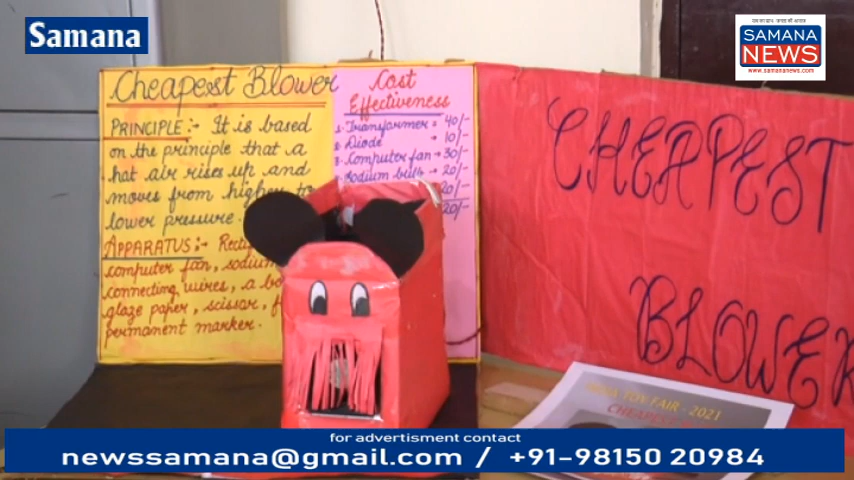 Samana
SAMANA
NEWS
www.samananews.com
Cheapest Blower
PRINCIPLE:- It is based
on the principle that a
hat air rises up and
moves from higher to
lower pressure.
APPARATUS:-
computer fan,
connecting wires, a
glaze paper, scissor,
permanent marker.
Cost
Effectiveness
Transformer = 40/-
Diode → 10/-
Computer fan → 30/-
sodium bulb → 20/-
20/-
CHEAPEST
BLOWER
TOY FAIR - 2021
CHEAPEST
for advertisment contact
newssamana@gmail.com / +91-98150 20984